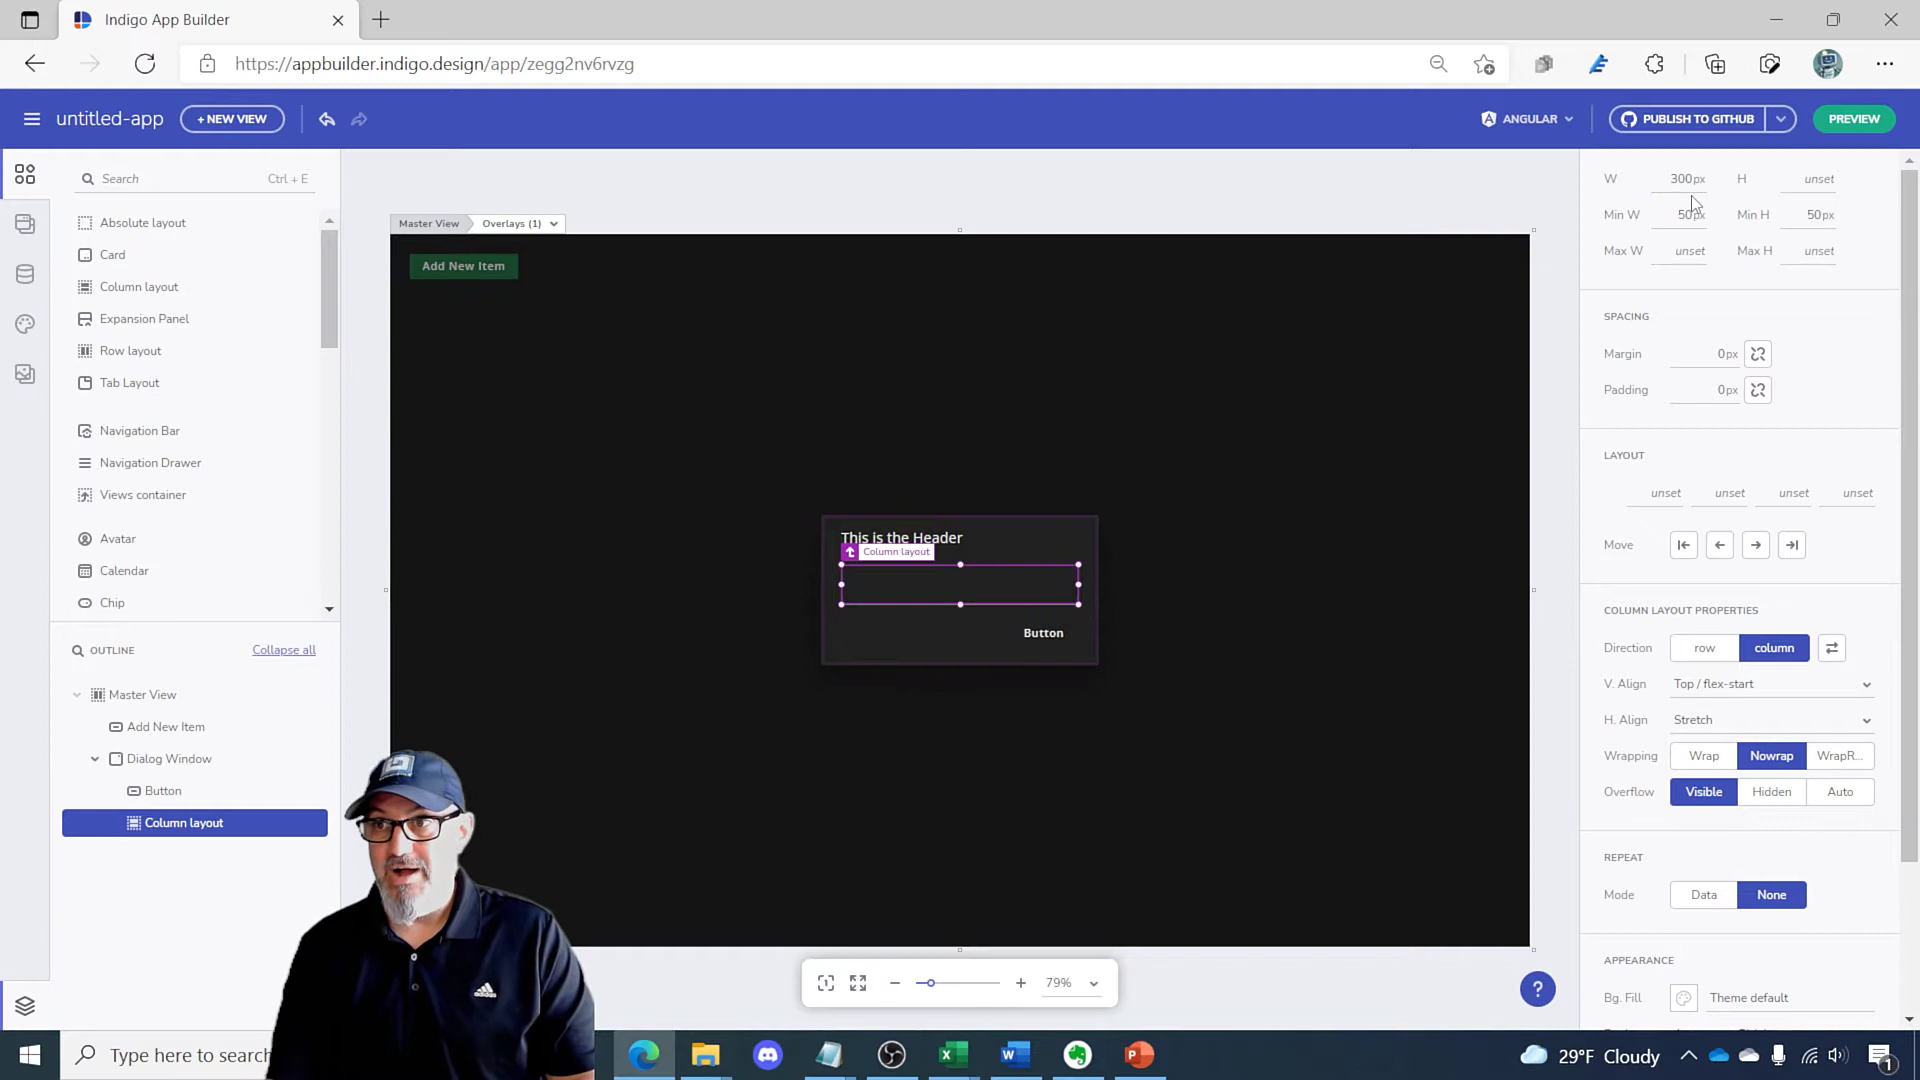 Indigo App Builder
https://appbuilder.indigo.design/app/zegg2nv6rvzg
untitled-app
+ NEW VIEW
ANGULAR
PUBLISH TO GITHUB
PREVIEW
Search
Ctrl + E
Absolute layout
Card
Column layout
Expansion Panel
Row layout
Tab Layout
Navigation Bar
Navigation Drawer
Views container
Avatar
Calendar
Chip
OUTLINE
Collapse all
Master View
Add New Item
Dialog Window
Button
Column layout
Master View
Overlays (1)
Add New Item
This is the Header
Column layout
Button
79%
?
W 300px H unset
Min W 50px Min H 50px
Max W unset Max H unset
SPACING
Margin 0px
Padding 0px
LAYOUT
unset unset unset unset
Move
COLUMN LAYOUT PROPERTIES
Direction row column
V. Align Top / flex-start
H. Align Stretch
Wrapping Wrap Nowrap WrapR...
Overflow Visible Hidden Auto
REPEAT
Mode Data None
APPEARANCE
Bg. Fill Theme default
adidas
Type here to search
29°F Cloudy
1